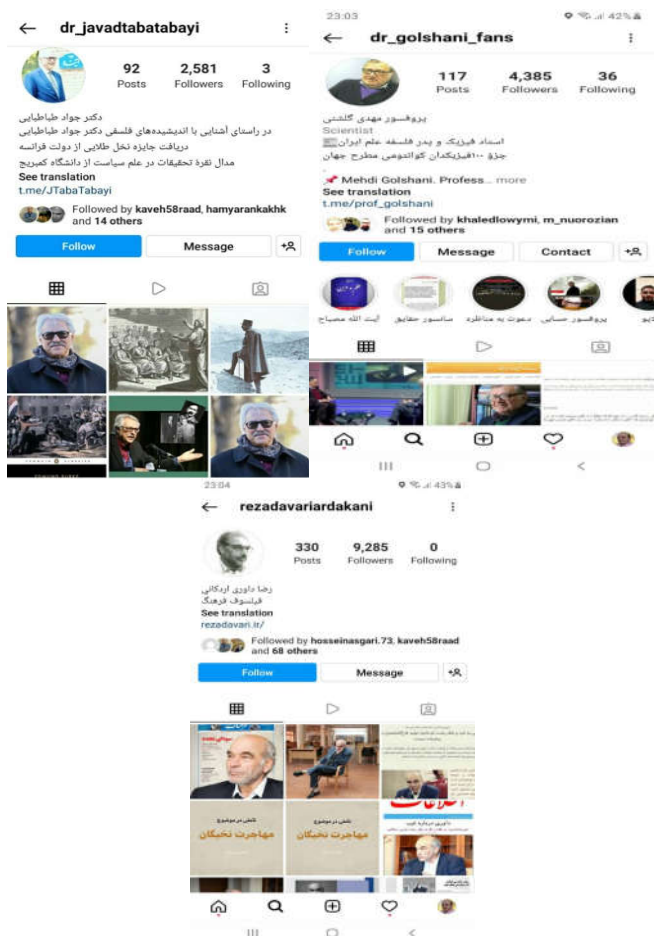 dr_javadtabatabayi
92 2,581 3
Posts Followers Following
دکتر جواد طباطبایی
در راستای آشنایی با اندیشیده‌های فلسفی دکتر جواد طباطبایی
دریافت جایزه نخل طلایی از دولت فرانسه
مدال نقرهٔ تحقیقات در علم سیاست از دانشگاه کمبریج
See translation
t.me/JTabaTabayi
Followed by kaveh58raad, hamyarankakhk
and 14 others
Follow Message
23:03 42%
dr_golshani_fans
117 4,385 36
Posts Followers Following
پروفسور مهدی گلشنی
Scientist
استاد فیزیک و پدر فلسفه علم ایران
جزؤ ۱۰۰فیزیکدان کوانتومی مطرح جهان
Mehdi Golshani. Profess... more
See translation
t.me/prof_golshani
Followed by khaledlowymi, m_nuorozian
and 15 others
Follow Message Contact
آیت الله مصباح سانسور حقایق دعوت به مناظره پروفسور حسابی
23:04 43%
rezadavariardakani
330 9,285 0
Posts Followers Following
رضا داوری اردکانی
فیلسوف فرهنگ
See translation
rezadavari.ir/
Followed by hosseinasgari.73, kaveh58raad
and 68 others
Follow Message
مهاجرت نخبگان
مهاجرت نخبگان
اطلاعات